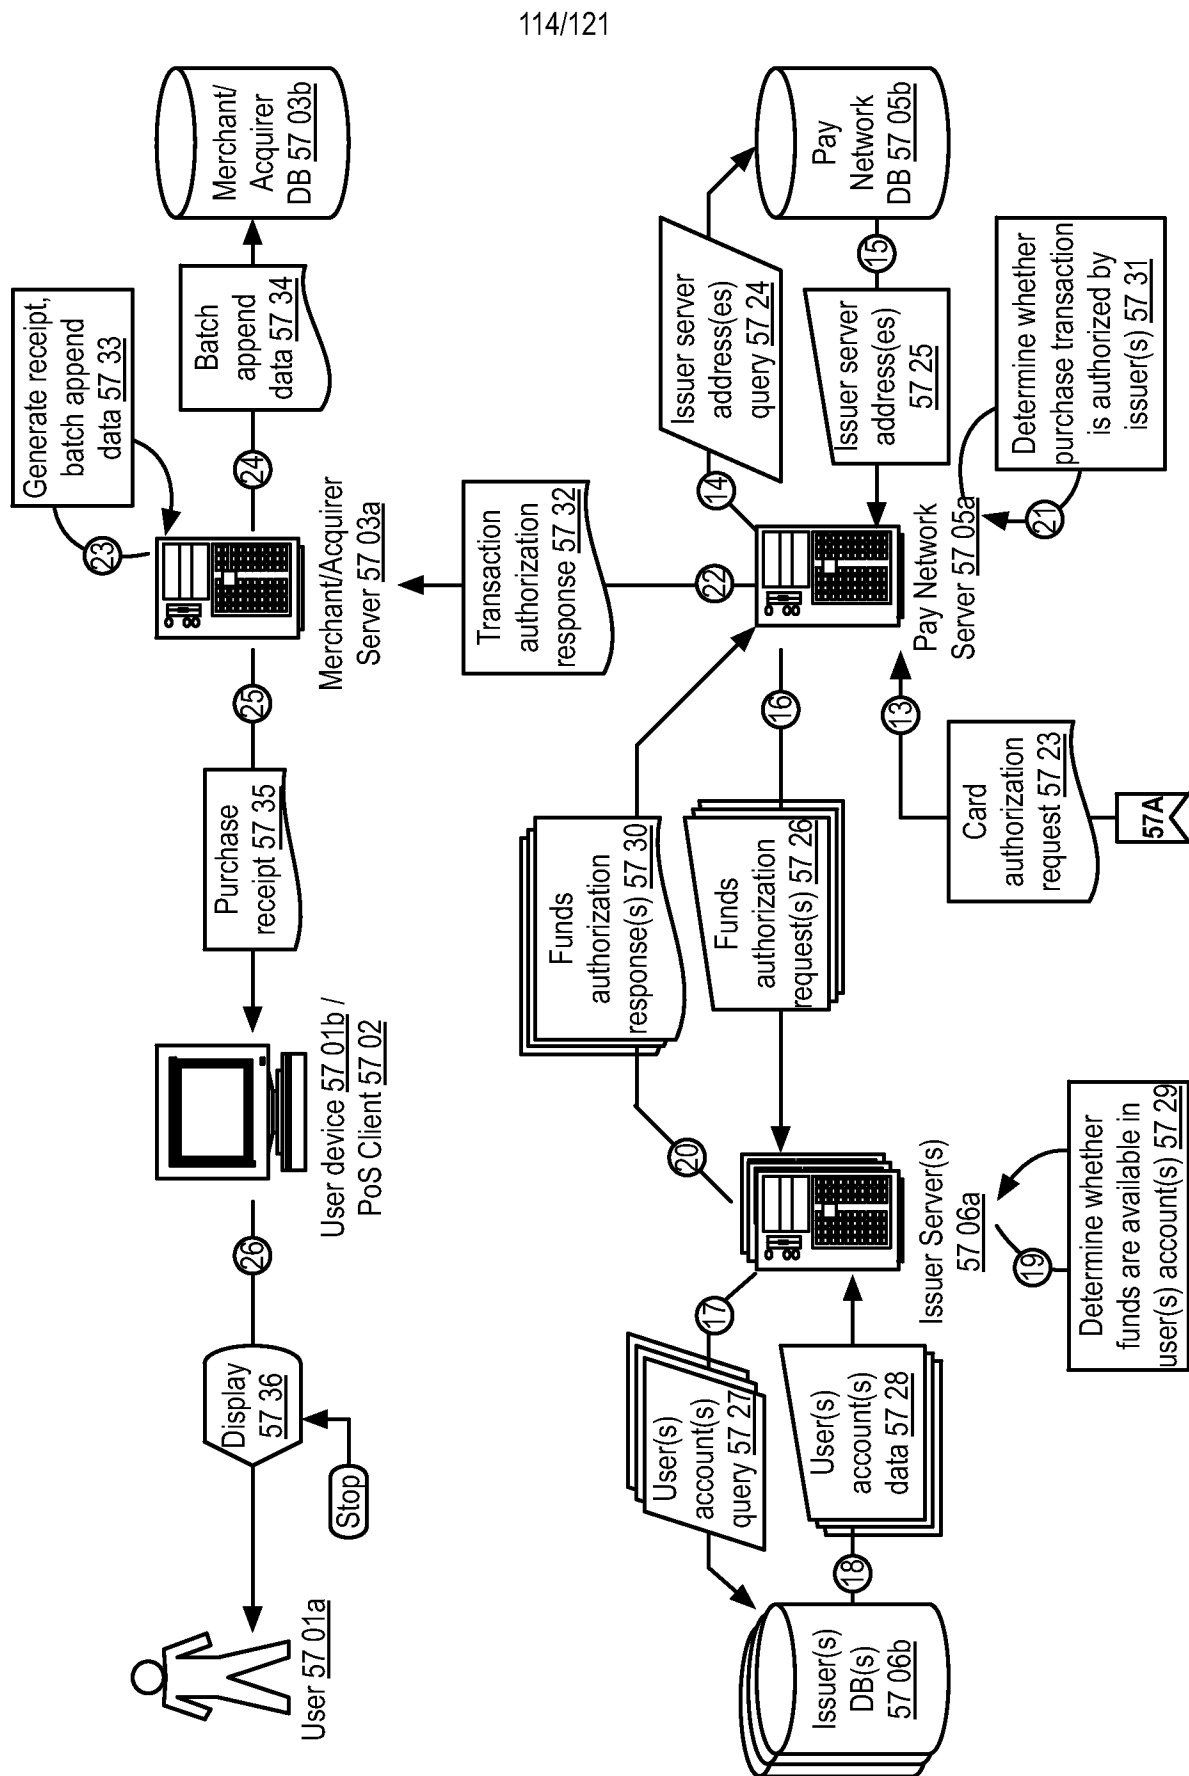 114/121
User 57 01a
Display
57 36
Stop
26
User device 57 01b /
PoS Client 57 02
Purchase
receipt 57 35
25
Merchant/Acquirer
Server 57 03a
23
Generate receipt,
batch append
data 57 33
24
Batch
append
data 57 34
Merchant/
Acquirer
DB 57 03b
Transaction
authorization
response 57 32
22
Issuer(s)
DB(s)
57 06b
User(s)
account(s)
query 57 27
17
18
User(s)
account(s)
data 57 28
Issuer Server(s)
57 06a
19
Determine whether
funds are available in
user(s) account(s) 57 29
20
Funds
authorization
response(s) 57 30
Funds
authorization
request(s) 57 26
16
Card
authorization
request 57 23
57A
13
Pay Network
Server 57 05a
14
Issuer server
address(es)
query 57 24
15
Issuer server
address(es)
57 25
Pay
Network
DB 57 05b
21
Determine whether
purchase transaction
is authorized by
issuer(s) 57 31